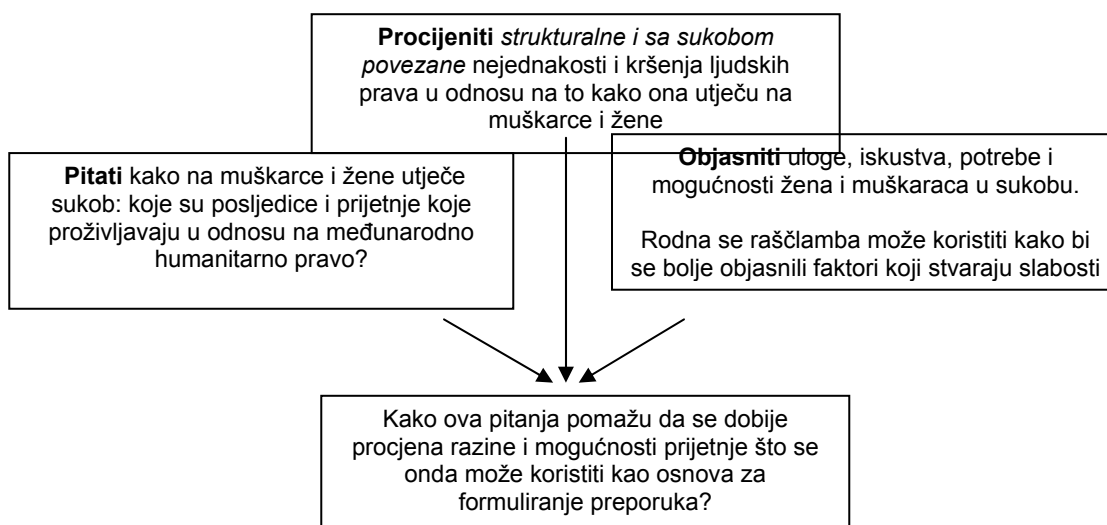 Procijeniti strukturalne i sa sukobom
povezane nejednakosti i kršenja ljudskih
prava u odnosu na to kako ona utječu na
muškarce i žene
Pitati kako na muškarce i žene utječe
sukob: koje su posljedice i prijetnje koje
proživljavaju u odnosu na međunarodno
humanitarno pravo?
Objasniti uloge, iskustva, potrebe i
mogućnosti žena i muškaraca u sukobu.
Rodna se raščlamba može koristiti kako bi
se bolje objasnili faktori koji stvaraju slabosti
Kako ova pitanja pomažu da se dobije
procjena razine i mogućnosti prijetnje što se
onda može koristiti kao osnova za
formuliranje preporuka?